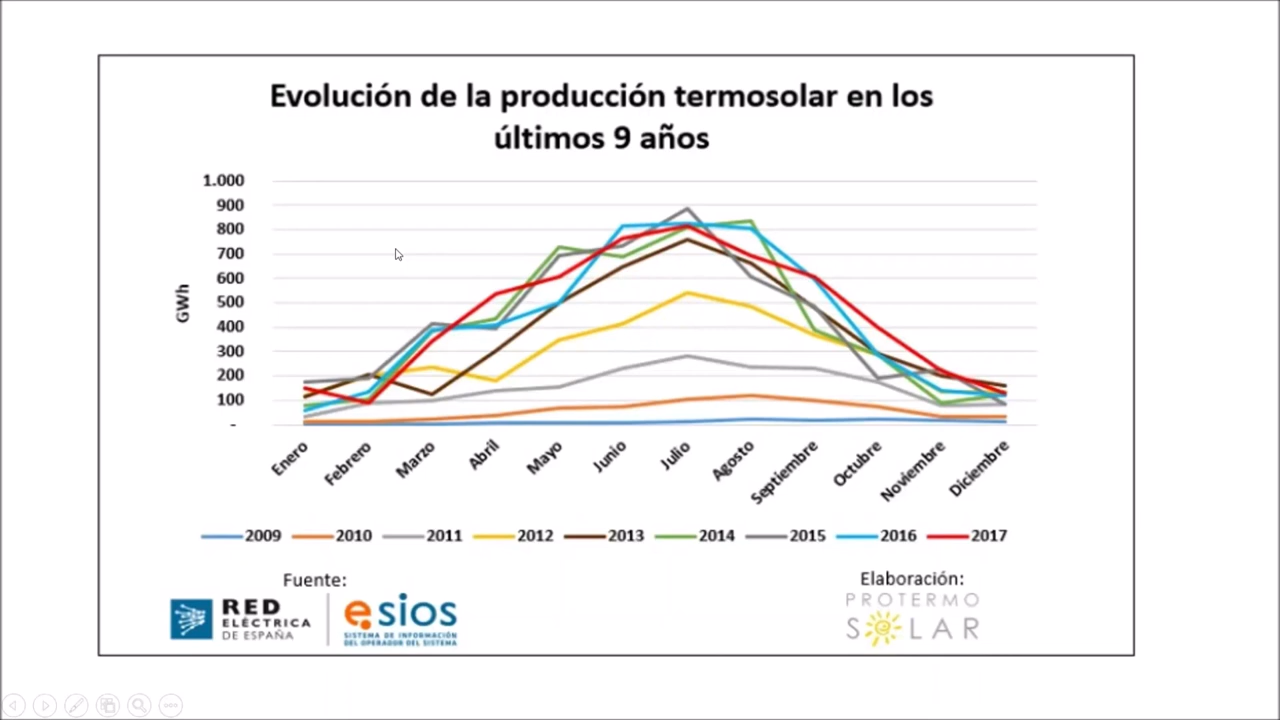 Evolución de la producción termosolar en los
últimos 9 años
1.000
900
800
700
600
500
400
300
200
100
-
GWh
Enero
Febrero
Marzo
Abril
Mayo
Junio
Julio
Agosto
Septiembre
Octubre
Noviembre
Diciembre
2009 2010 2011 2012 2013 2014 2015 2016 2017
Fuente:
RED
ELÉCTRICA
DE ESPAÑA
e·sios
SISTEMA DE INFORMACIÓN
DEL OPERADOR DEL SISTEMA
Elaboración:
PROTERMO
SOLAR